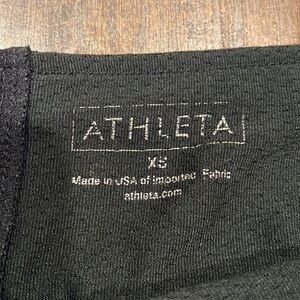 ATHLETA
XS
Made in USA of Imported Fabric
athleta.com